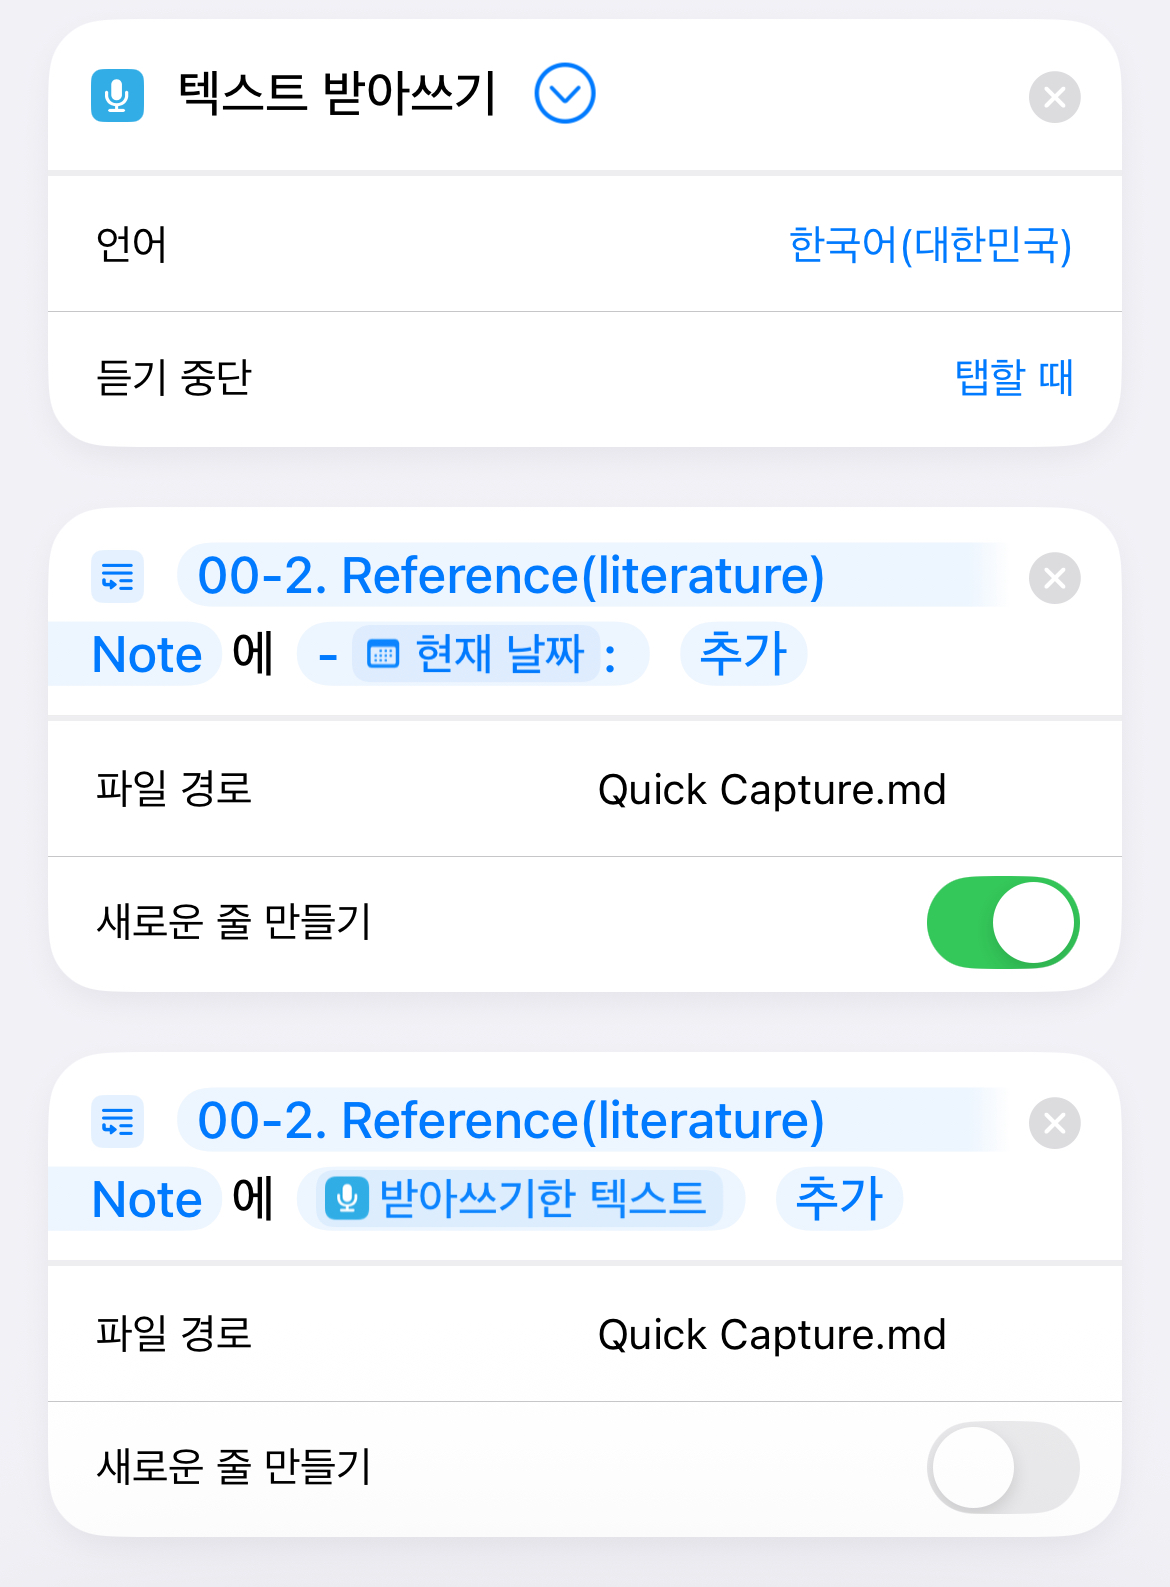 텍스트 받아쓰기
언어 한국어(대한민국)
듣기 중단 탭할 때
00-2. Reference(literature)
Note 에 - 현재 날짜 : 추가
파일 경로 Quick Capture.md
새로운 줄 만들기
00-2. Reference(literature)
Note 에 받아쓰기한 텍스트 추가
파일 경로 Quick Capture.md
새로운 줄 만들기